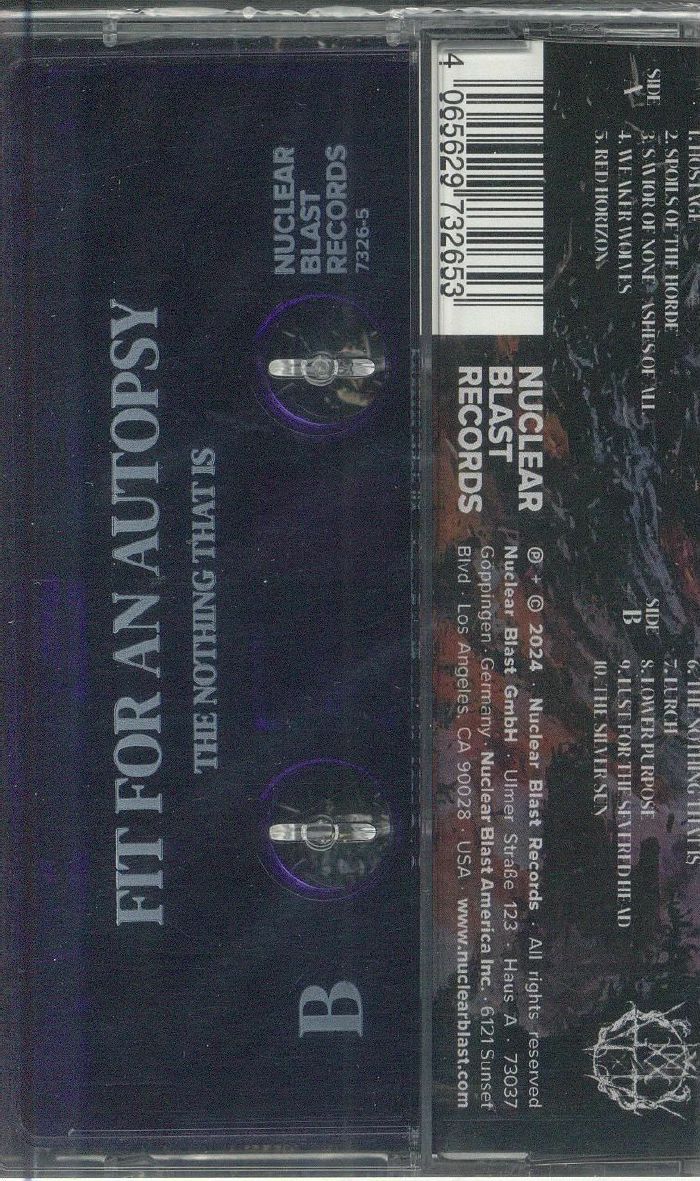 FIT FOR AN AUTOPSY
THE NOTHING THAT IS
NUCLEAR
BLAST
RECORDS
7326-5
B
4 065629 732653
SIDE
A
2. SPOILS OF THE HORDE
3. SAVIOR OF NONE / ASHES OF ALL
4. WEAKER WOLVES
5. RED HORIZON
SIDE
B
7. LURCH
8. LOWER PURPOSE
9. LUST FOR THE SEVERED HEAD
10. THE SILVER SUN
NUCLEAR
BLAST
RECORDS
℗ + © 2024 · Nuclear Blast Records · All rights reserved
Nuclear Blast GmbH · Ulmer Straße 123 · Haus A · 73037
Göppingen · Germany · Nuclear Blast America Inc. · 6121 Sunset
Blvd · Los Angeles, CA 90028 · USA · www.nuclearblast.com